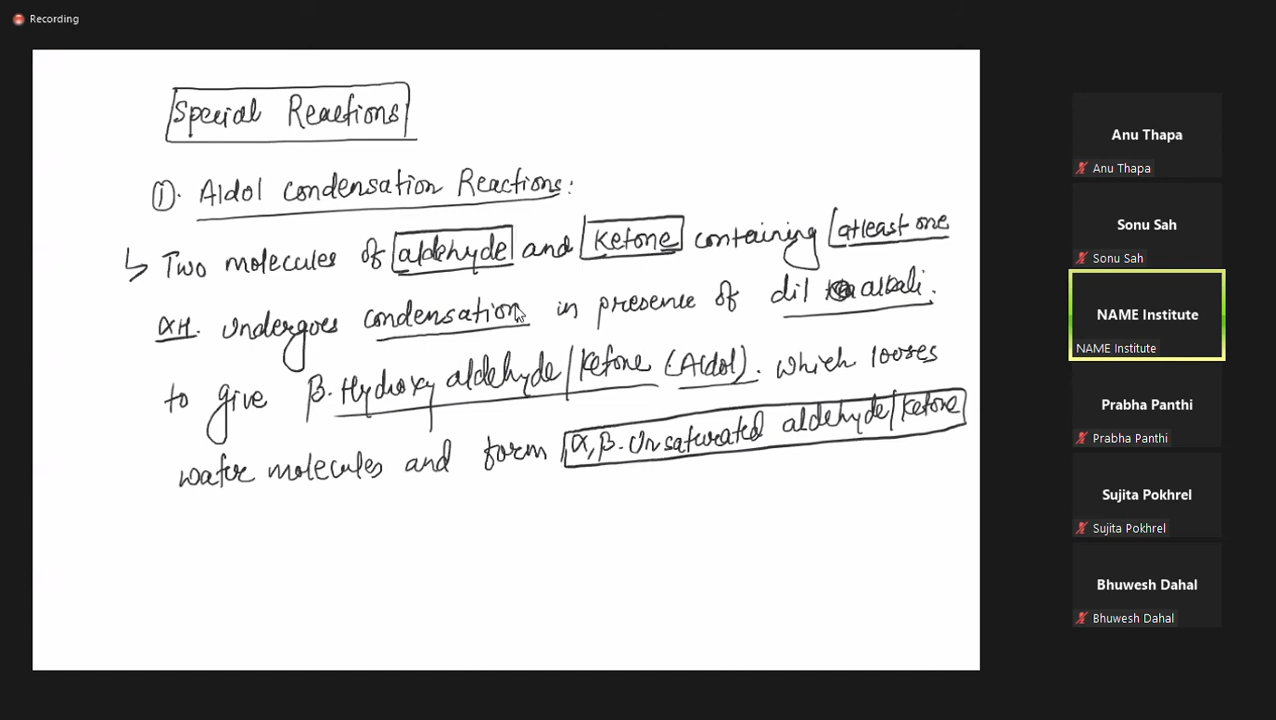 Recording
Special Reactions
①. Aldol condensation Reactions:
↳ Two molecules of aldehyde and ketone containing atleast one
αH. Undergoes condensation in presence of dil alkali.
to give β-Hydroxy aldehyde/Ketone (Aldol). which looses
water molecules and form α,β-Unsaturated aldehyde/Ketone
Anu Thapa
Anu Thapa
Sonu Sah
Sonu Sah
NAME Institute
NAME Institute
Prabha Panthi
Prabha Panthi
Sujita Pokhrel
Sujita Pokhrel
Bhuwesh Dahal
Bhuwesh Dahal